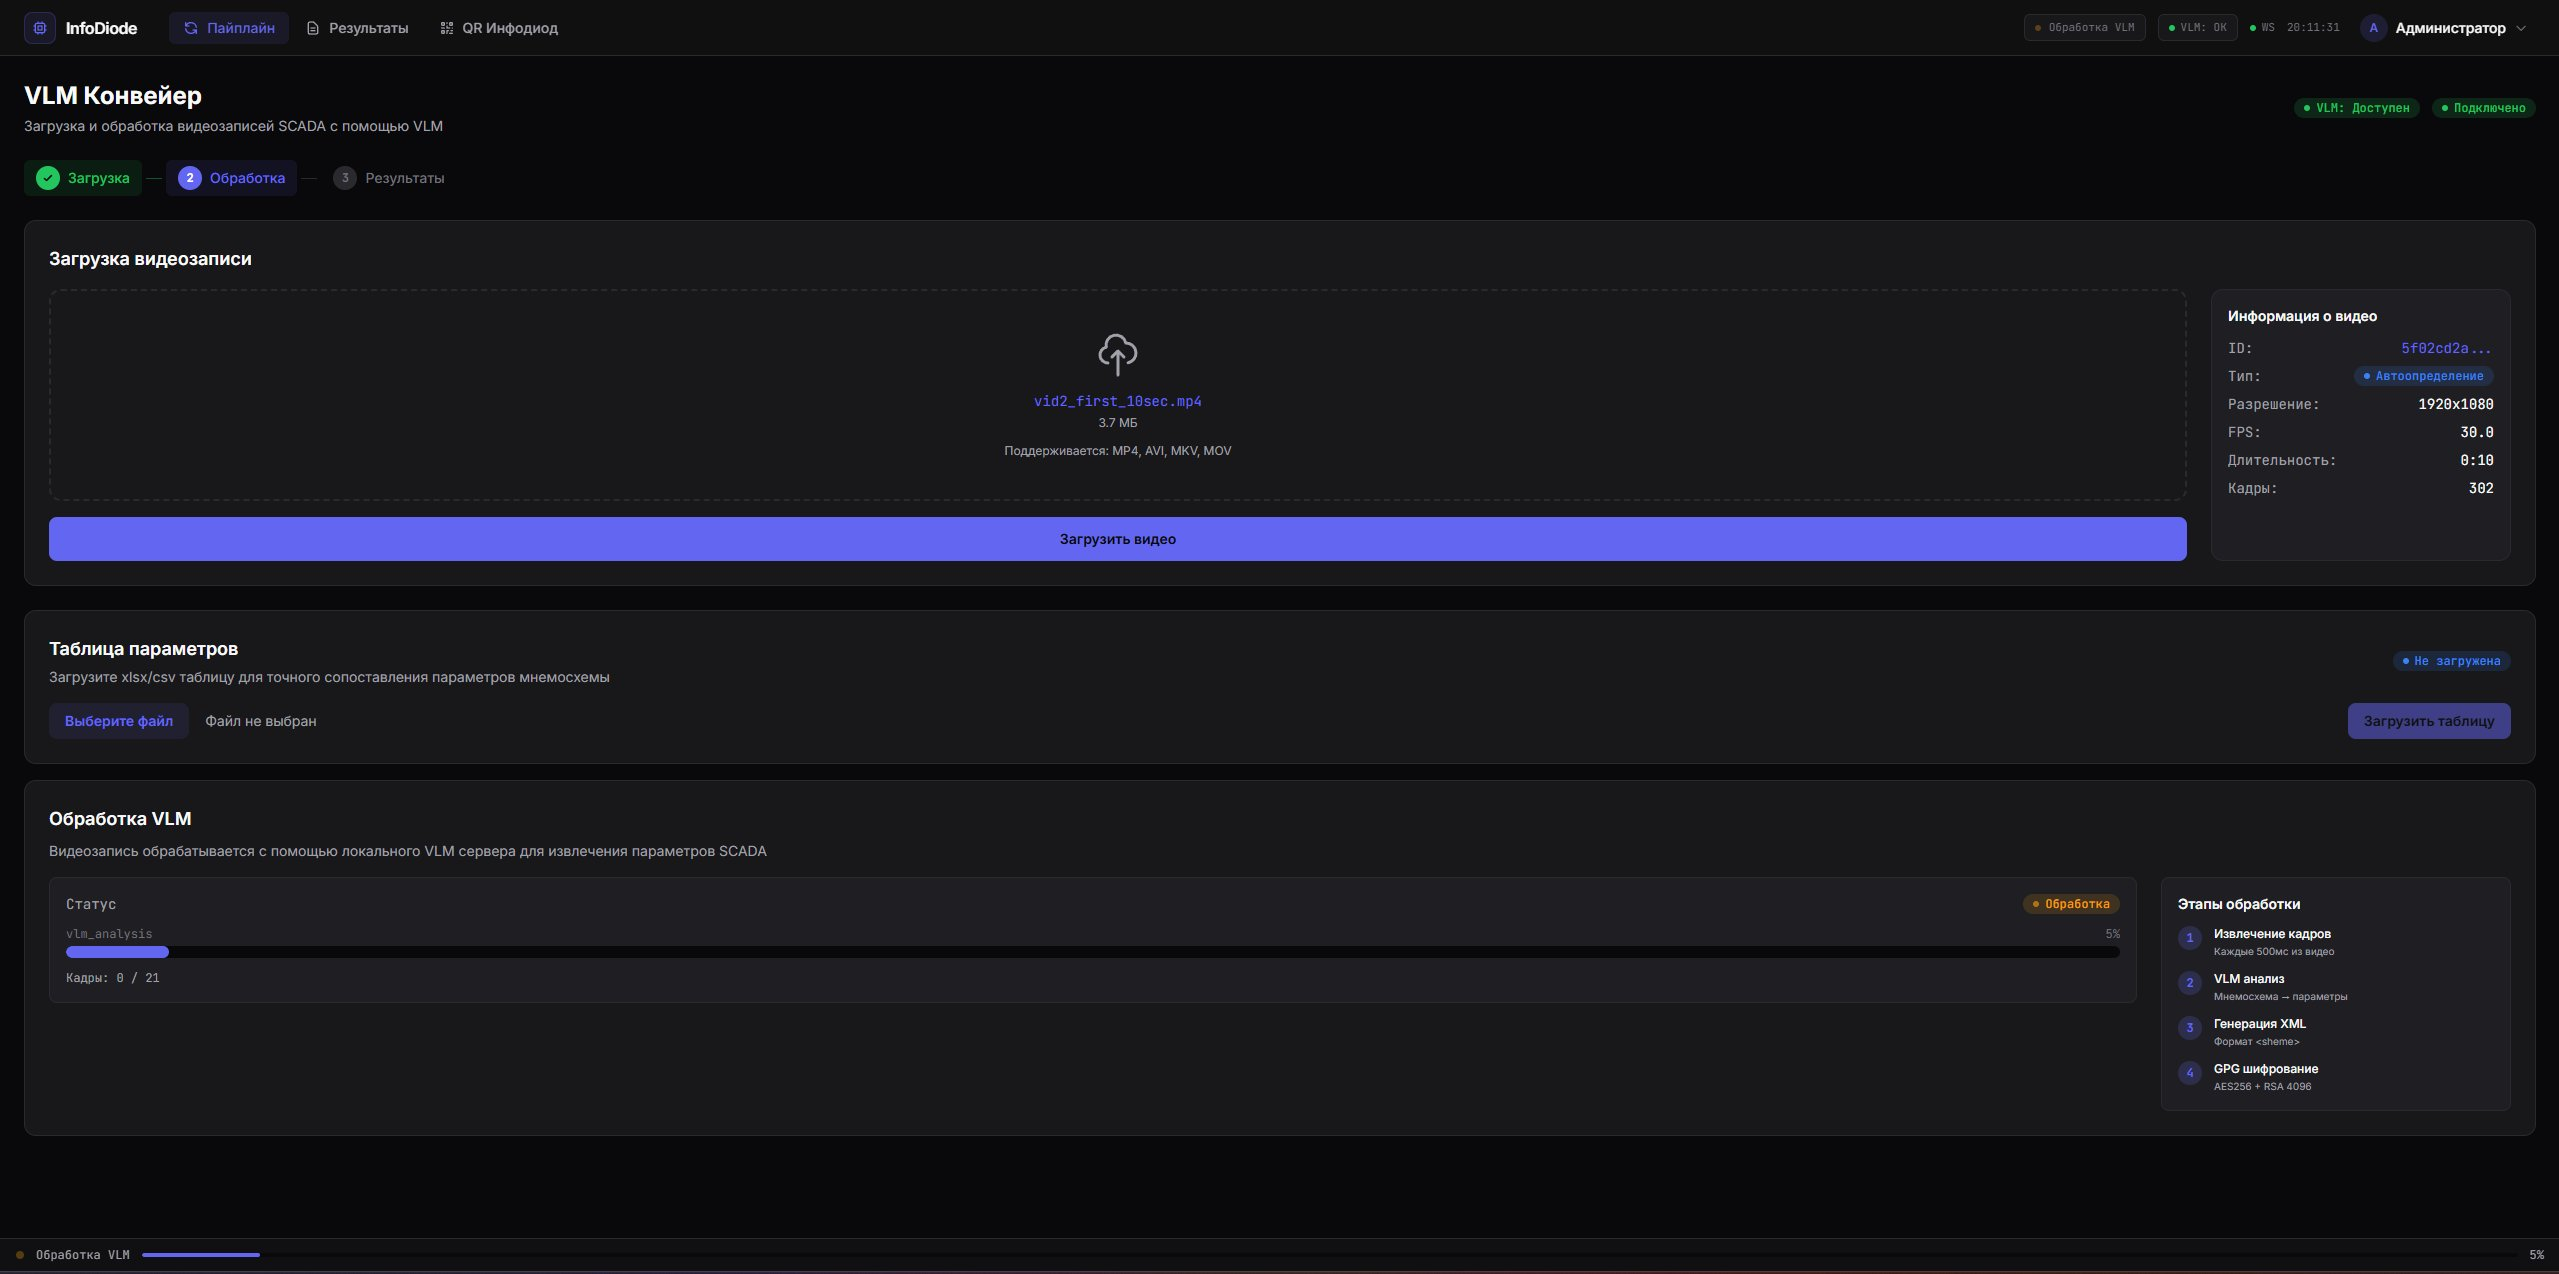 InfoDiode
Пайплайн
Результаты
QR Инфодиод
Обработка VLM
VLM: OK
WS
20:11:31
A
Администратор
VLM Конвейер
Загрузка и обработка видеозаписей SCADA с помощью VLM
VLM: Доступен
Подключено
Загрузка
2 Обработка
3 Результаты
Загрузка видеозаписи
vid2_first_10sec.mp4
3.7 МБ
Поддерживается: MP4, AVI, MKV, MOV
Загрузить видео
Информация о видео
ID: 5f02cd2a...
Тип: Автоопределение
Разрешение: 1920x1080
FPS: 30.0
Длительность: 0:10
Кадры: 302
Таблица параметров
Загрузите xlsx/csv таблицу для точного сопоставления параметров мнемосхемы
Не загружена
Выберите файл
Файл не выбран
Загрузить таблицу
Обработка VLM
Видеозапись обрабатывается с помощью локального VLM сервера для извлечения параметров SCADA
Статус
Обработка
vlm_analysis
5%
Кадры: 0 / 21
Этапы обработки
1 Извлечение кадров
Каждые 500мс из видео
2 VLM анализ
Мнемосхема → параметры
3 Генерация XML
Формат <sheme>
4 GPG шифрование
AES256 + RSA 4096
Обработка VLM
5%